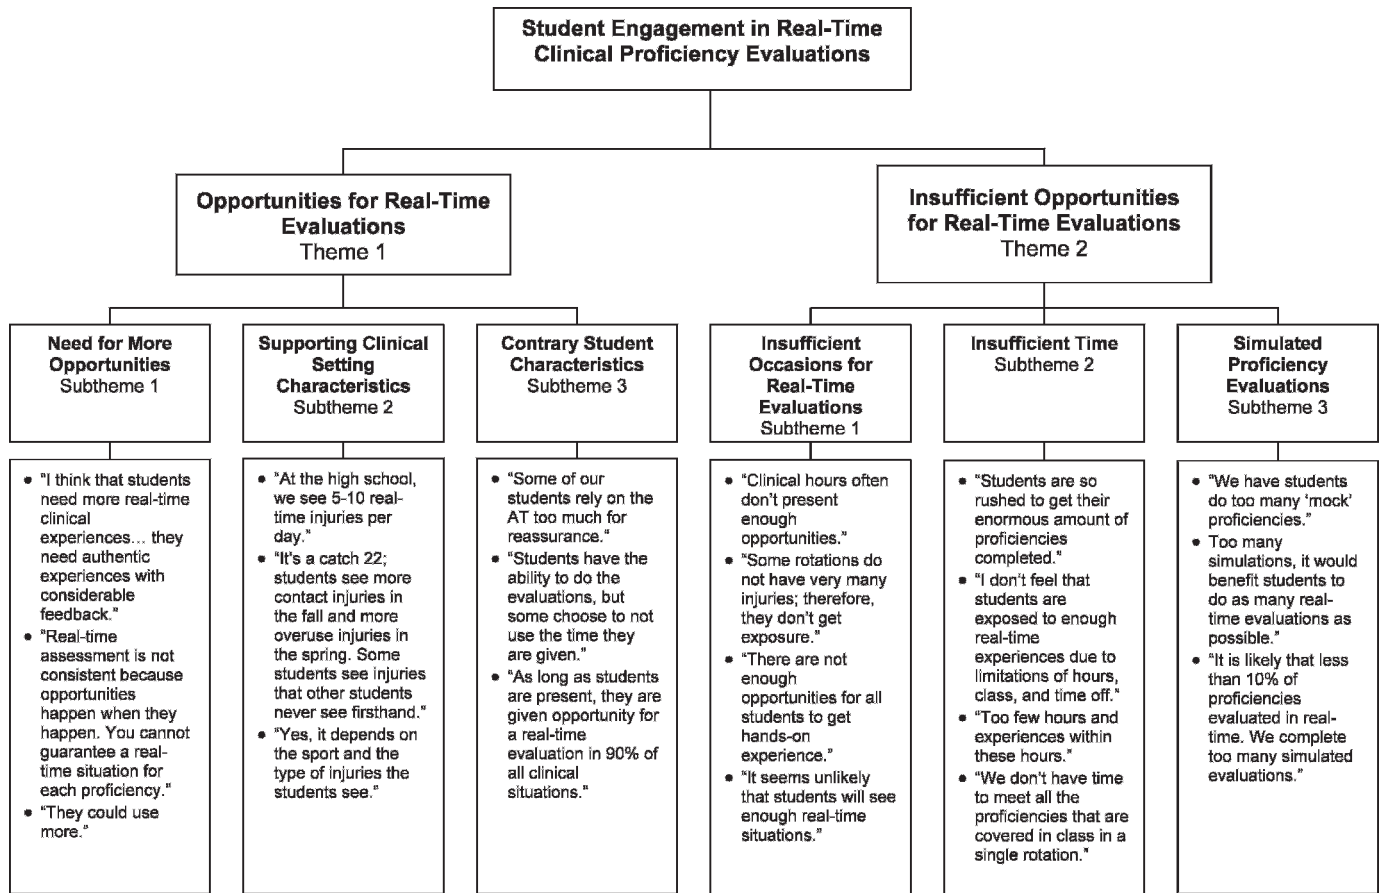 Student Engagement in Real-Time
Clinical Proficiency Evaluations
Opportunities for Real-Time
Evaluations
Theme 1
Insufficient Opportunities
for Real-Time Evaluations
Theme 2
Need for More
Opportunities
Subtheme 1
Supporting Clinical
Setting
Characteristics
Subtheme 2
Contrary Student
Characteristics
Subtheme 3
Insufficient
Occasions for
Real-Time
Evaluations
Subtheme 1
Insufficient Time
Subtheme 2
Simulated
Proficiency
Evaluations
Subtheme 3
• "I think that students
need more real-time
clinical
experiences... they
need authentic
experiences with
considerable
feedback."
• "Real-time
assessment is not
consistent because
opportunities
happen when they
happen. You cannot
guarantee a real-
time situation for
each proficiency."
• "They could use
more."
• "At the high school,
we see 5-10 real-
time injuries per
day."
• "It's a catch 22;
students see more
contact injuries in
the fall and more
overuse injuries in
the spring. Some
students see injuries
that other students
never see firsthand."
• "Yes, it depends on
the sport and the
type of injuries the
students see."
• "Some of our
students rely on the
AT too much for
reassurance."
• "Students have the
ability to do the
evaluations, but
some choose to not
use the time they
are given."
• "As long as students
are present, they are
given opportunity for
a real-time
evaluation in 90% of
all clinical
situations."
• "Clinical hours often
don't present
enough
opportunities."
• "Some rotations do
not have very many
injuries; therefore,
they don't get
exposure."
• "There are not
enough
opportunities for all
students to get
hands-on
experience."
• "It seems unlikely
that students will see
enough real-time
situations."
• "Students are so
rushed to get their
enormous amount of
proficiencies
completed."
• "I don't feel that
students are
exposed to enough
real-time
experiences due to
limitations of hours,
class, and time off."
• "Too few hours and
experiences within
these hours."
• "We don't have time
to meet all the
proficiencies that are
covered in class in a
single rotation."
• "We have students
do too many 'mock'
proficiencies."
• Too many
simulations, it would
benefit students to
do as many real-
time evaluations as
possible."
• "It is likely that less
than 10% of
proficiencies
evaluated in real-
time. We complete
too many simulated
evaluations."